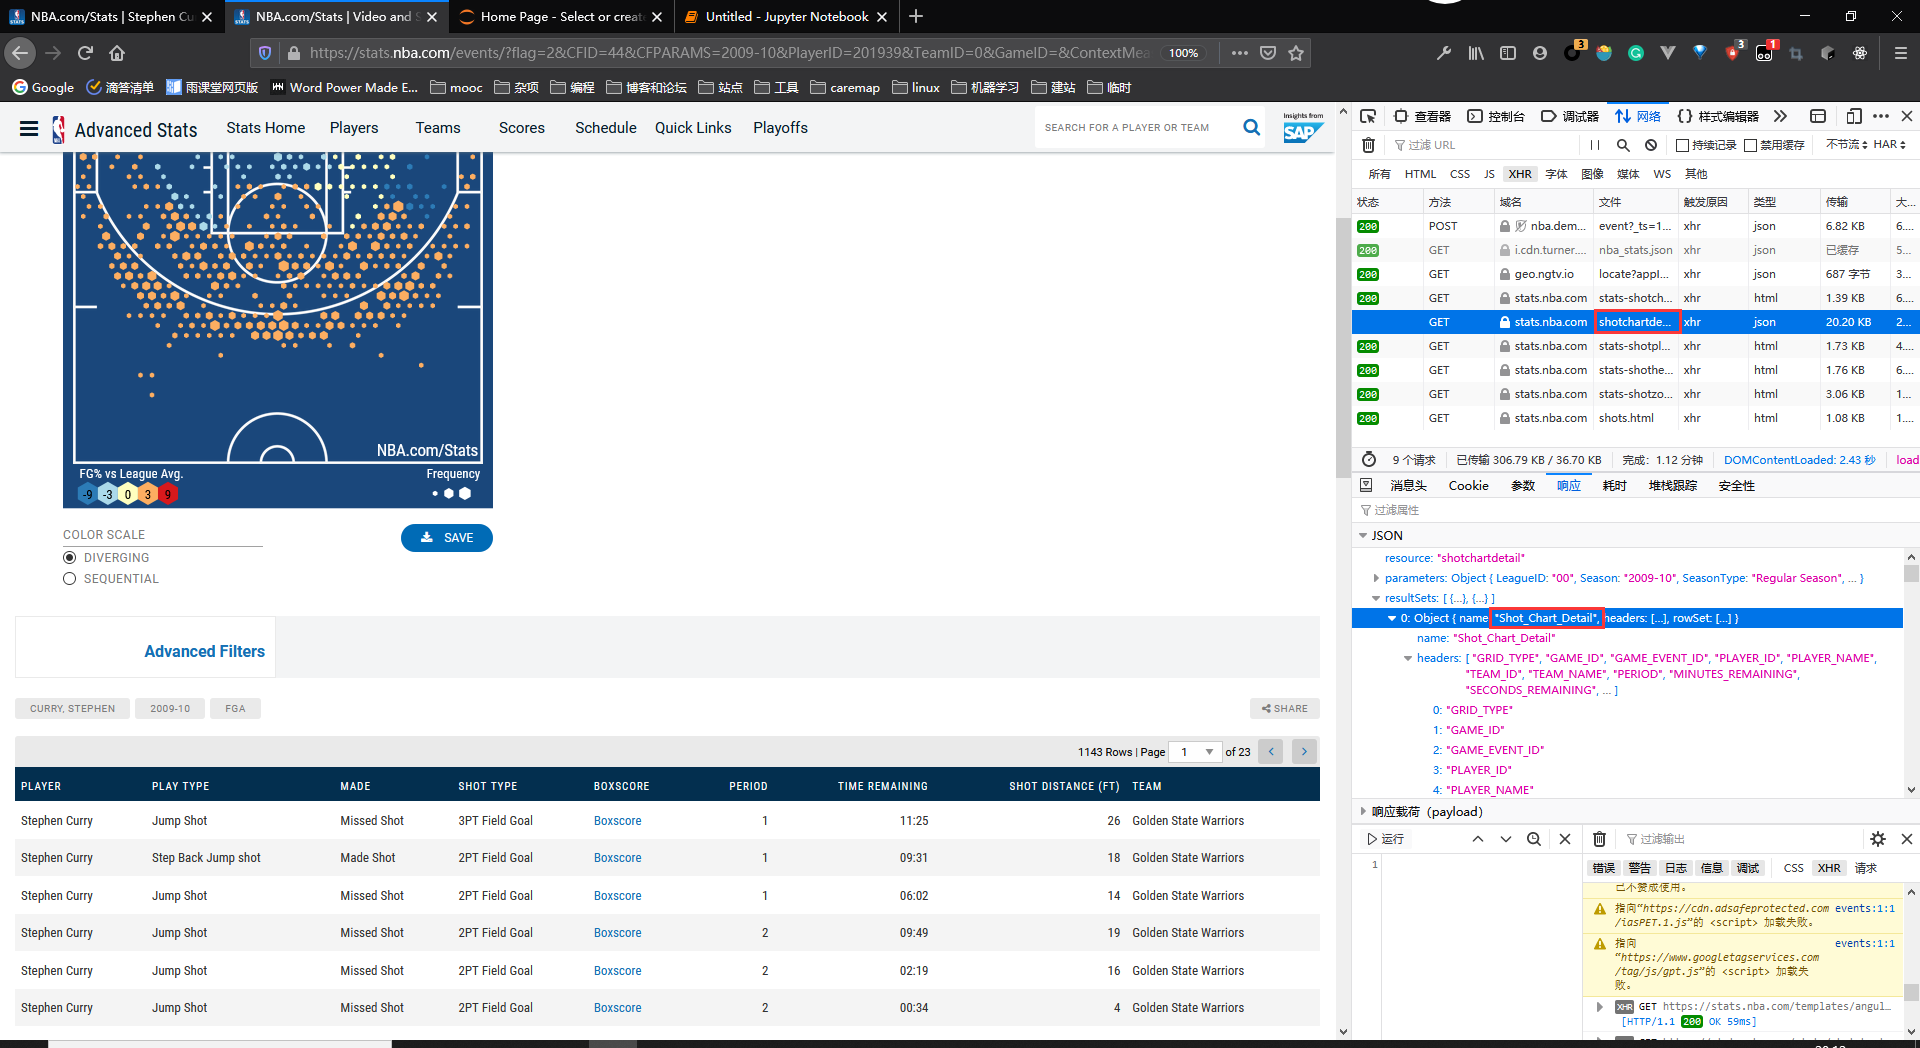 NBA.com/Stats | Stephen Cu
NBA.com/Stats | Video and S
Home Page - Select or creat
Untitled - Jupyter Notebook
https://stats.nba.com/events/?flag=2&CFID=44&CFPARAMS=2009-10&PlayerID=201939&TeamID=0&GameID=&ContextMea
100%
3
3
1
Google
滴答清单
雨课堂网页版
Word Power Made E...
mooc
杂项
编程
博客和论坛
站点
工具
caremap
linux
机器学习
建站
临时
Advanced Stats
Stats Home
Players
Teams
Scores
Schedule
Quick Links
Playoffs
SEARCH FOR A PLAYER OR TEAM
Insights from
SAP
NBA.com/Stats
FG% vs League Avg.
Frequency
-9 -3 0 3 9
COLOR SCALE
SAVE
DIVERGING
SEQUENTIAL
Advanced Filters
CURRY, STEPHEN
2009-10
FGA
SHARE
1143 Rows | Page 1 of 23
PLAYER PLAY TYPE MADE SHOT TYPE BOXSCORE PERIOD TIME REMAINING SHOT DISTANCE (FT) TEAM
Stephen Curry Jump Shot Missed Shot 3PT Field Goal Boxscore 1 11:25 26 Golden State Warriors
Stephen Curry Step Back Jump shot Made Shot 2PT Field Goal Boxscore 1 09:31 18 Golden State Warriors
Stephen Curry Jump Shot Missed Shot 2PT Field Goal Boxscore 1 06:02 14 Golden State Warriors
Stephen Curry Jump Shot Missed Shot 2PT Field Goal Boxscore 2 09:49 19 Golden State Warriors
Stephen Curry Jump Shot Missed Shot 2PT Field Goal Boxscore 2 02:19 16 Golden State Warriors
Stephen Curry Jump Shot Missed Shot 2PT Field Goal Boxscore 2 00:34 4 Golden State Warriors
查看器 控制台 调试器 网络 样式编辑器
过滤 URL
持续记录 禁用缓存 不节流 HAR
所有 HTML CSS JS XHR 字体 图像 媒体 WS 其他
状态 方法 域名 文件 触发原因 类型 传输 大...
200 POST nba.dem... event?_ts=1... xhr json 6.82 KB 6....
200 GET i.cdn.turner.... nba_stats.json xhr json 已缓存 5...
200 GET geo.ngtv.io locate?appl... xhr json 687 字节 3...
200 GET stats.nba.com stats-shotch... xhr html 1.39 KB 6....
GET stats.nba.com shotchartde... xhr json 20.20 KB 2...
200 GET stats.nba.com stats-shotpl... xhr html 1.73 KB 4....
200 GET stats.nba.com stats-shothe... xhr html 1.76 KB 6....
200 GET stats.nba.com stats-shotzo... xhr html 3.06 KB 1....
200 GET stats.nba.com shots.html xhr html 1.08 KB 1....
9 个请求 已传输 306.79 KB / 36.70 KB 完成：1.12 分钟 DOMContentLoaded: 2.43 秒 load
消息头 Cookie 参数 响应 耗时 堆栈跟踪 安全性
过滤属性
JSON
resource: "shotchartdetail"
parameters: Object { LeagueID: "00", Season: "2009-10", SeasonType: "Regular Season", ... }
resultSets: [ {...}, {...} ]
0: Object { name "Shot_Chart_Detail", headers: [...], rowSet: [...] }
name: "Shot_Chart_Detail"
headers: [ "GRID_TYPE", "GAME_ID", "GAME_EVENT_ID", "PLAYER_ID", "PLAYER_NAME",
"TEAM_ID", "TEAM_NAME", "PERIOD", "MINUTES_REMAINING",
"SECONDS_REMAINING", ... ]
0: "GRID_TYPE"
1: "GAME_ID"
2: "GAME_EVENT_ID"
3: "PLAYER_ID"
4: "PLAYER_NAME"
响应载荷（payload）
运行
过滤输出
1
错误 警告 日志 信息 调试 CSS XHR 请求
已不赞成使用。
指向“https://cdn.adsafeprotected.com events:1:1
/iasPET.1.js”的 <script> 加载失败。
指向 events:1:1
“https://www.googletagservices.com
/tag/js/gpt.js”的 <script> 加载失
败。
XHR GET https://stats.nba.com/templates/angul...
[HTTP/1.1 200 OK 59ms]